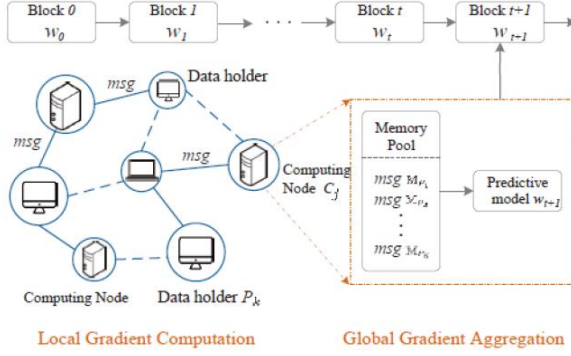 Block 0
w₀
Block 1
w₁
. . .
Block t
wₜ
Block t+1
wₜ₊₁
msg
Data holder
msg
msg
Computing
Node Cⱼ
Computing Node
Data holder Pₖ
Memory
Pool
msg
msg
⋮
msg
Predictive
model wₜ₊₁
Local Gradient Computation
Global Gradient Aggregation